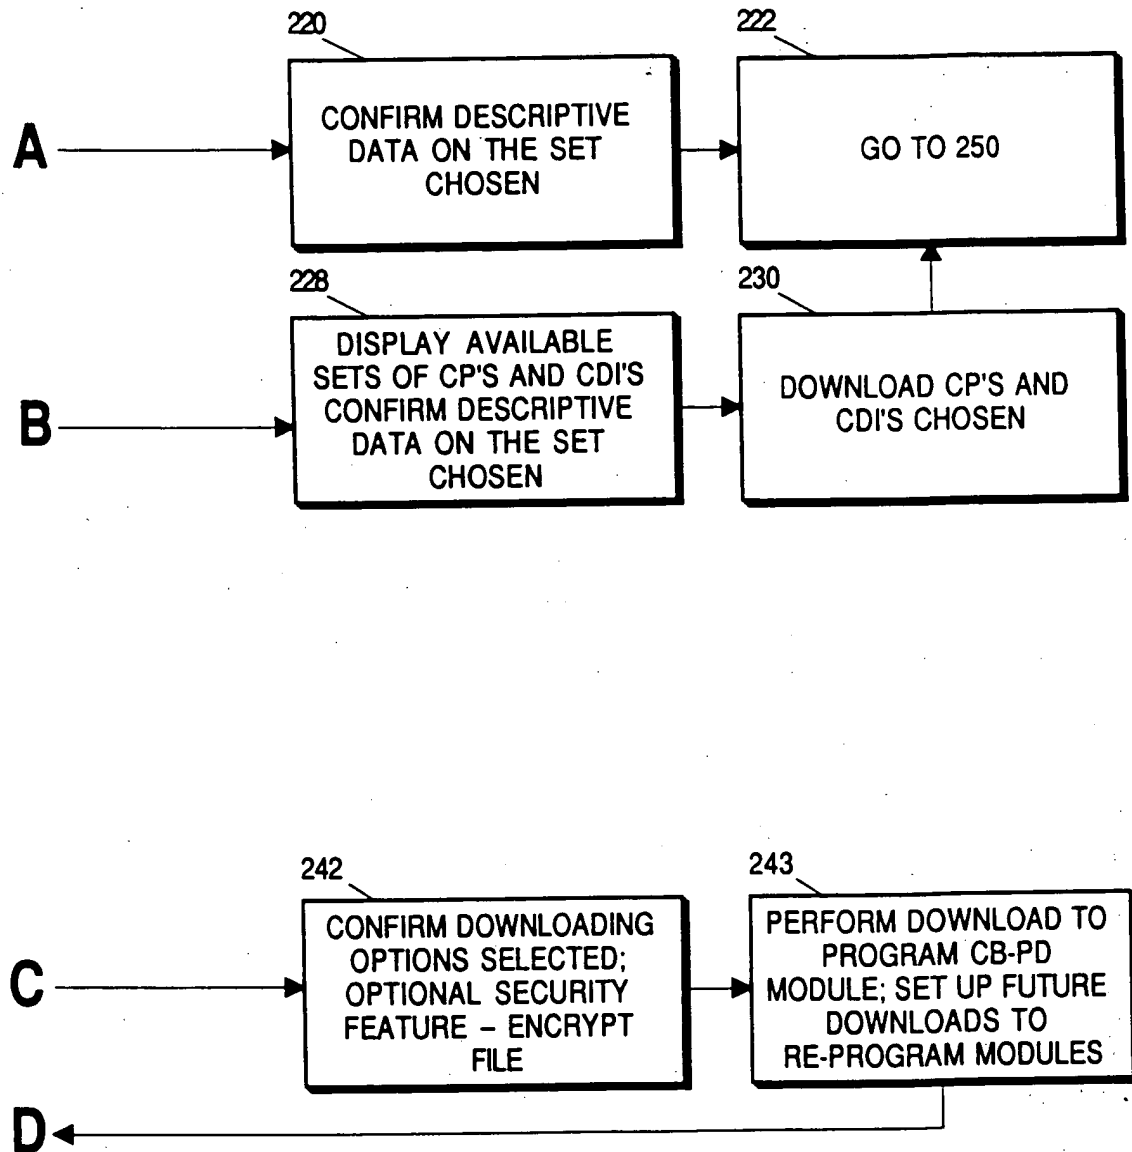 220
222
A
CONFIRM DESCRIPTIVE
DATA ON THE SET
CHOSEN
GO TO 250
228
230
B
DISPLAY AVAILABLE
SETS OF CP'S AND CDI'S
CONFIRM DESCRIPTIVE
DATA ON THE SET
CHOSEN
DOWNLOAD CP'S AND
CDI'S CHOSEN
242
243
C
CONFIRM DOWNLOADING
OPTIONS SELECTED;
OPTIONAL SECURITY
FEATURE – ENCRYPT
FILE
PERFORM DOWNLOAD TO
PROGRAM CB-PD
MODULE; SET UP FUTURE
DOWNLOADS TO
RE-PROGRAM MODULES
D